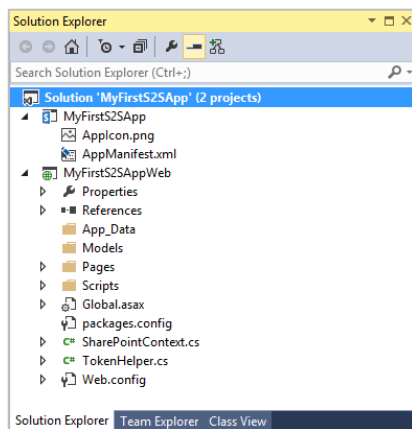 Solution Explorer
Search Solution Explorer (Ctrl+;)
Solution 'MyFirstS2SApp' (2 projects)
MyFirstS2SApp
AppIcon.png
AppManifest.xml
MyFirstS2SAppWeb
Properties
References
App_Data
Models
Pages
Scripts
Global.asax
packages.config
C# SharePointContext.cs
C# TokenHelper.cs
Web.config
Solution Explorer Team Explorer Class View